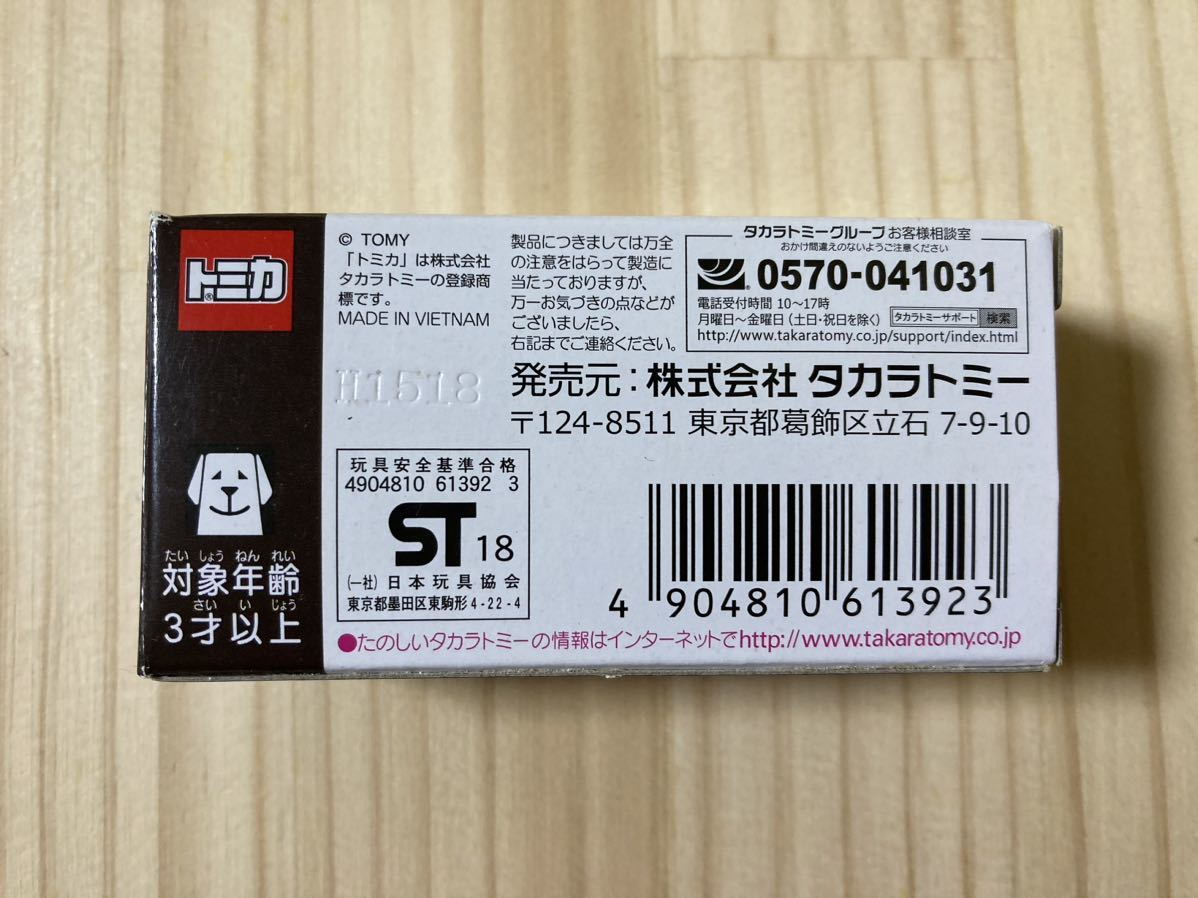 トミカ
®
© TOMY
「トミカ」は株式会社
タカラトミーの登録商
標です。
MADE IN VIETNAM
H1518
製品につきましては万全
の注意をはらって製造に
当たっておりますが、
万一お気づきの点などが
ございましたら、
右記までご連絡ください。
タカラトミーグループ お客様相談室
おかけ間違えのないようご注意ください
0570-041031
電話受付時間 10〜17時
月曜日〜金曜日(土日・祝日を除く) タカラトミーサポート 検索
http://www.takaratomy.co.jp/support/index.html
発売元:株式会社 タカラトミー
〒124-8511 東京都葛飾区立石 7-9-10
たい しょう ねん れい
対象年齢
さい い じょう
3才以上
玩具安全基準合格
4904810 61392 3
ST 18
(一社)日本玩具協会
東京都墨田区東駒形4-22-4
4 904810 613923
●たのしいタカラトミーの情報はインターネットでhttp://www.takaratomy.co.jp